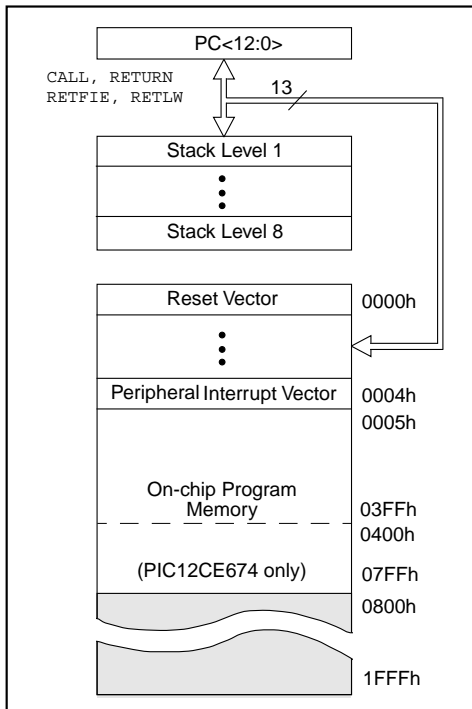 PC<12:0>
CALL, RETURN
RETFIE, RETLW
13
Stack Level 1
Stack Level 8
Reset Vector
0000h
Peripheral Interrupt Vector
0004h
0005h
On-chip Program
Memory
03FFh
0400h
(PIC12CE674 only)
07FFh
0800h
1FFFh